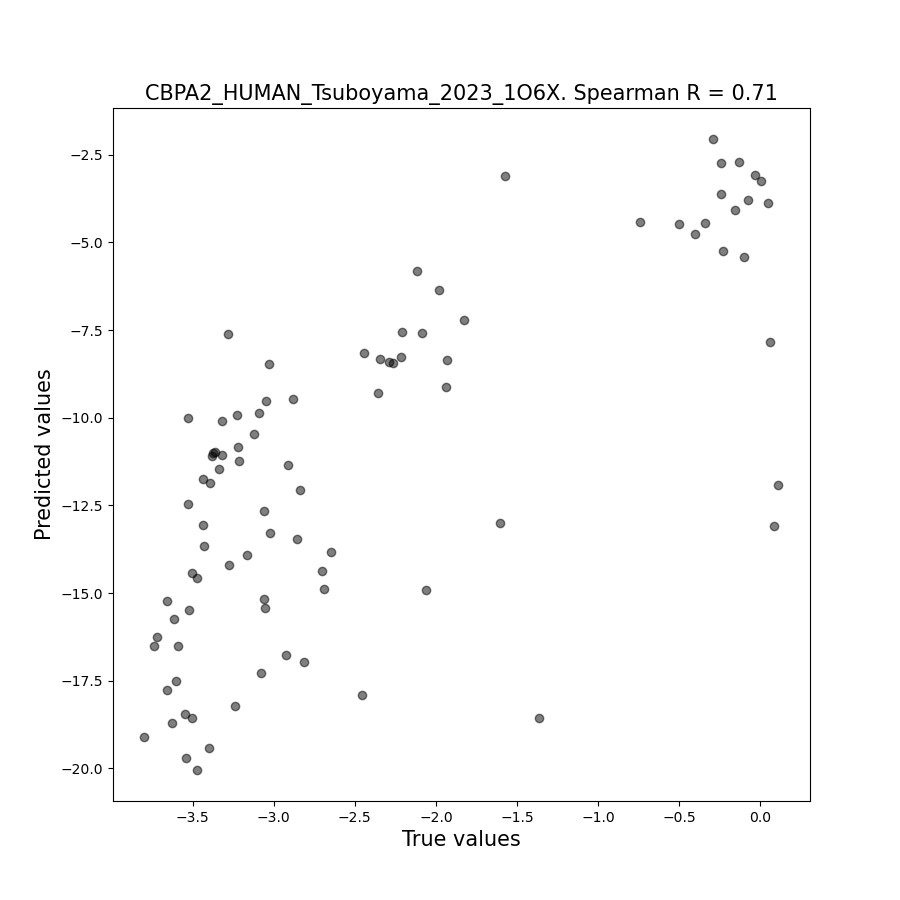 CBPA2_HUMAN_Tsuboyama_2023_1O6X. Spearman R = 0.71
−2.5
−5.0
−7.5
−10.0
−12.5
−15.0
−17.5
−20.0
Predicted values
−3.5 −3.0 −2.5 −2.0 −1.5 −1.0 −0.5 0.0
True values